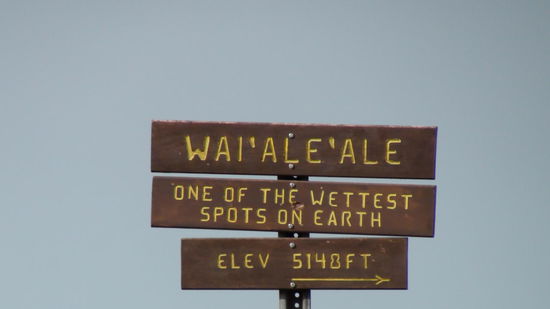 WAI'ALE'ALE
ONE OF THE WETTEST
SPOTS ON EARTH
ELEV 5148FT